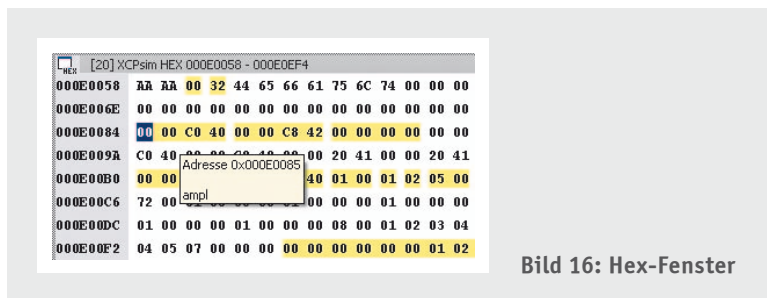 HEX [20] XCPsim HEX 000E0058 - 000E0EF4
000E0058 AA AA 00 32 44 65 66 61 75 6C 74 00 00 00
000E006E 00 00 00 00 00 00 00 00 00 00 00 00 00 00
000E0084 00 00 C0 40 00 00 C8 42 00 00 00 00 00 00
000E009A C0 40 00 20 41 00 00 20 41
Adresse 0x000E0085
000E00B0 00 00 40 01 00 01 02 05 00
ampl
000E00C6 72 00 00 00 00 01 00 00 00
000E00DC 01 00 00 00 01 00 00 00 08 00 01 02 03 04
000E00F2 04 05 07 00 00 00 00 00 00 00 00 00 01 02
Bild 16: Hex-Fenster